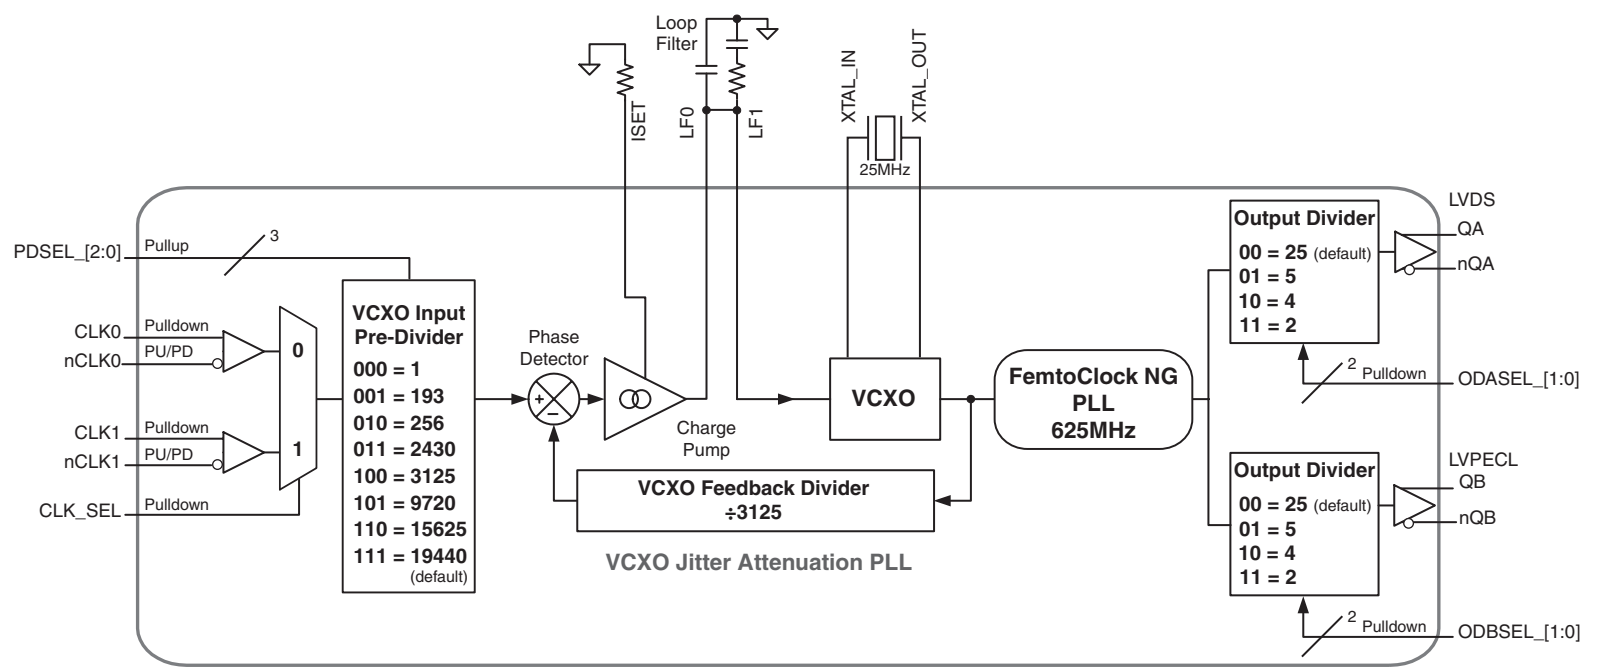 Loop
Filter
XTAL_IN
XTAL_OUT
ISET
LF0
LF1
25MHz
PDSEL_[2:0]
Pullup
3
CLK0
Pulldown
nCLK0
PU/PD
0
CLK1
Pulldown
nCLK1
PU/PD
1
CLK_SEL
Pulldown
VCXO Input
Pre-Divider
000 = 1
001 = 193
010 = 256
011 = 2430
100 = 3125
101 = 9720
110 = 15625
111 = 19440
(default)
Phase
Detector
+
−
Charge
Pump
VCXO
VCXO Feedback Divider
÷3125
VCXO Jitter Attenuation PLL
FemtoClock NG
PLL
625MHz
Output Divider
00 = 25 (default)
01 = 5
10 = 4
11 = 2
LVDS
QA
nQA
2
Pulldown
ODASEL_[1:0]
Output Divider
00 = 25 (default)
01 = 5
10 = 4
11 = 2
LVPECL
QB
nQB
2
Pulldown
ODBSEL_[1:0]